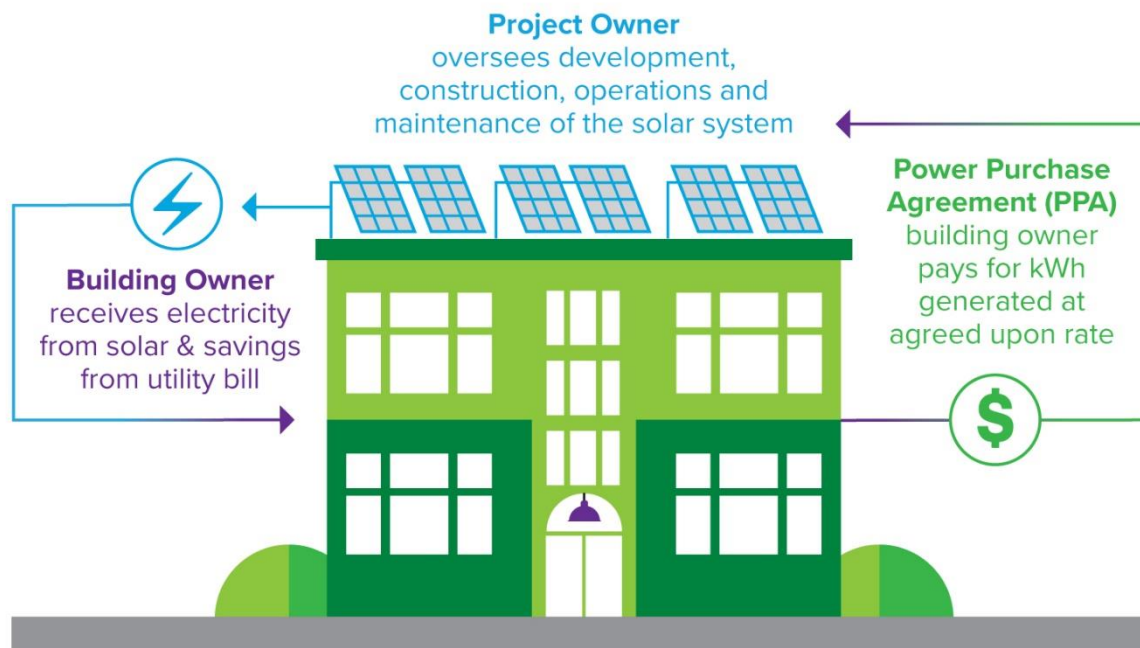 Project Owner
oversees development,
construction, operations and
maintenance of the solar system
Building Owner
receives electricity
from solar & savings
from utility bill
Power Purchase
Agreement (PPA)
building owner
pays for kWh
generated at
agreed upon rate
$